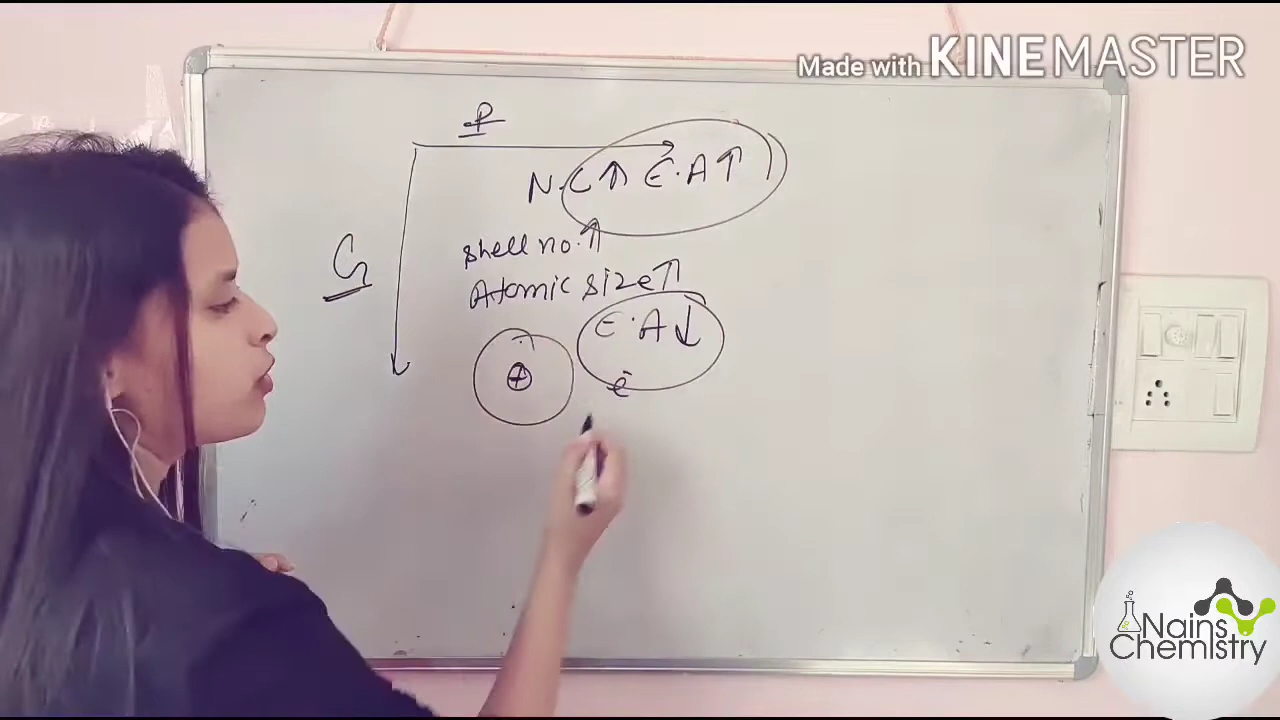 Made with KINEMASTER
P
N.C↑ E.A↑
G
shell no.↑
Atomic size↑
E.A↓
+
e⁻
Nains
Chemistry